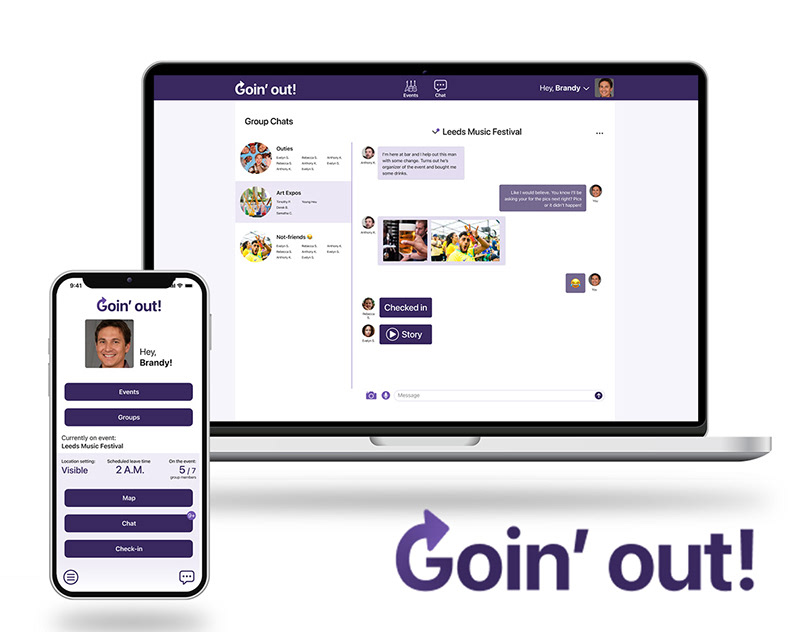 Goin' out!
Events
Chat
Hey, Brandy
Group Chats
Outies
Evelyn S. Rebecca S. Anthony K.
Rebecca S. Anthony K. Evelyn S.
Anthony K. Evelyn S.
Art Expos
Timothy P. Young Hee
Derek B.
Samatha C.
Not-friends 😂
Evelyn S. Rebecca S. Anthony K.
Rebecca S. Anthony K. Evelyn S.
Anthony K. Evelyn S.
Leeds Music Festival
...
I'm here at bar and I help out this man
with some change. Turns out he's
organizer of the event and bought me
some drinks.
Anthony K.
Like I would believe. You know I'll be
asking your for the pics next right? Pics
or it didn't happen!
You
Anthony K.
😂
You
Checked in
Rebecca
S.
Story
Evelyn S.
Message
9:41
Goin' out!
Hey,
Brandy!
Events
Groups
Currently on event:
Leeds Music Festival
Location setting: Scheduled leave time On the event:
Visible 2 A.M. 5 / 7
group members
Map
9+
Chat
Check-in
Goin' out!